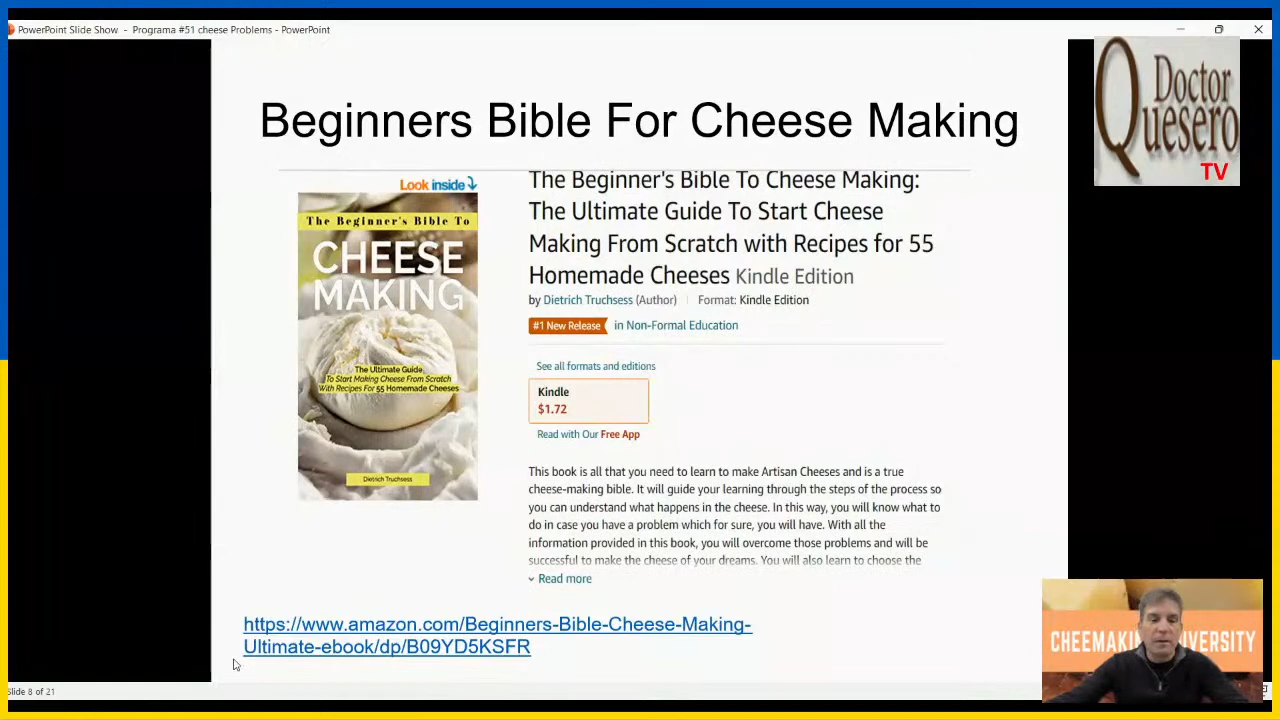 PowerPoint Slide Show - Programa #51 cheese Problems - PowerPoint
Doctor
Quesero
TV
Beginners Bible For Cheese Making
Look inside
The Beginner's Bible To
CHEESE
MAKING
The Ultimate Guide
To Start Making Cheese From Scratch
With Recipes For 55 Homemade Cheeses
Dietrich Truchsess
The Beginner's Bible To Cheese Making:
The Ultimate Guide To Start Cheese
Making From Scratch with Recipes for 55
Homemade Cheeses Kindle Edition
by Dietrich Truchsess (Author) Format: Kindle Edition
#1 New Release in Non-Formal Education
See all formats and editions
Kindle
$1.72
Read with Our Free App
This book is all that you need to learn to make Artisan Cheeses and is a true
cheese-making bible. It will guide your learning through the steps of the process so
you can understand what happens in the cheese. In this way, you will know what to
do in case you have a problem which for sure, you will have. With all the
information provided in this book, you will overcome those problems and will be
successful to make the cheese of your dreams. You will also learn to choose the
Read more
https://www.amazon.com/Beginners-Bible-Cheese-Making-
Ultimate-ebook/dp/B09YD5KSFR
Slide 8 of 21